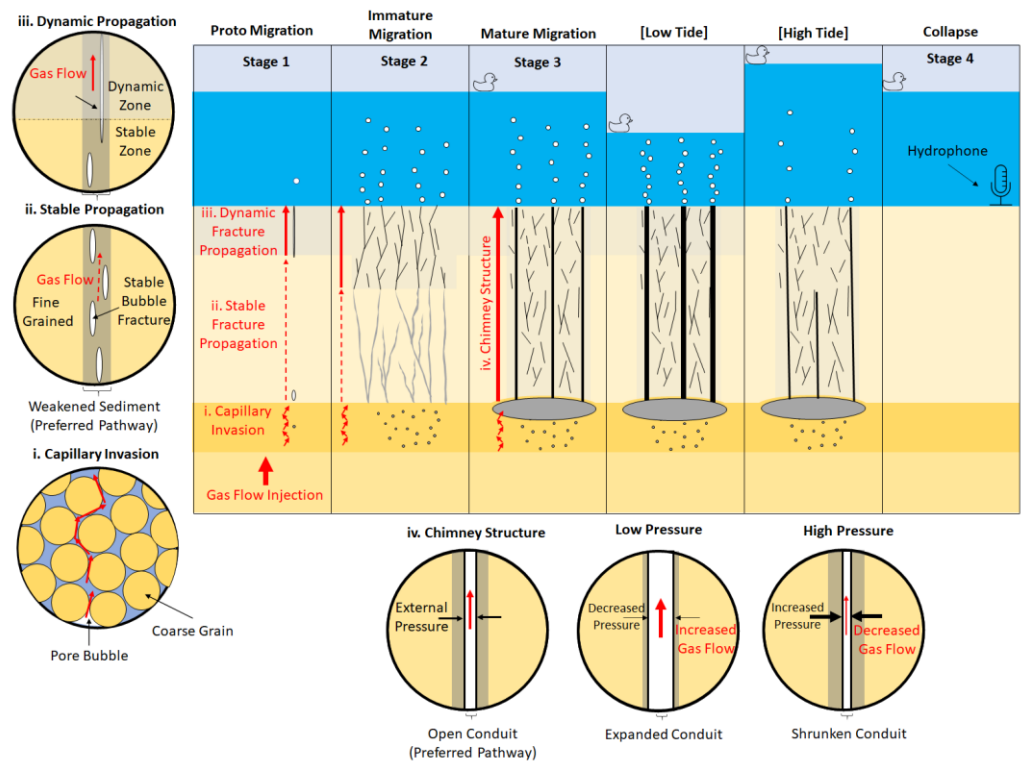 iii. Dynamic Propagation
Gas Flow
Dynamic
Zone
Stable
Zone
ii. Stable Propagation
Gas Flow
Fine
Grained
Stable
Bubble
Fracture
Weakened Sediment
(Preferred Pathway)
i. Capillary Invasion
Coarse Grain
Pore Bubble
Proto Migration
Immature
Migration
Mature Migration
[Low Tide]
[High Tide]
Collapse
Stage 1
Stage 2
Stage 3
Stage 4
Hydrophone
iii. Dynamic
Fracture
Propagation
ii. Stable
Fracture
Propagation
iv. Chimney Structure
i. Capillary
Invasion
Gas Flow Injection
iv. Chimney Structure
External
Pressure
Open Conduit
(Preferred Pathway)
Low Pressure
Decreased
Pressure
Increased
Gas Flow
Expanded Conduit
High Pressure
Increased
Pressure
Decreased
Gas Flow
Shrunken Conduit